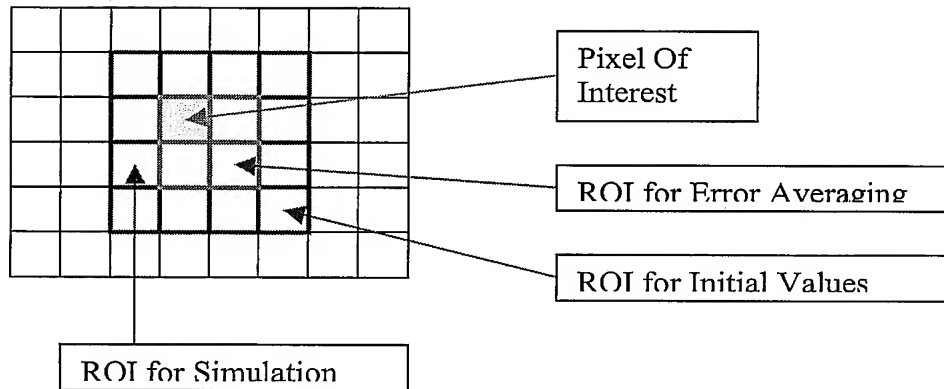 Pixel Of
Interest
ROI for Error Averaging
ROI for Initial Values
ROI for Simulation